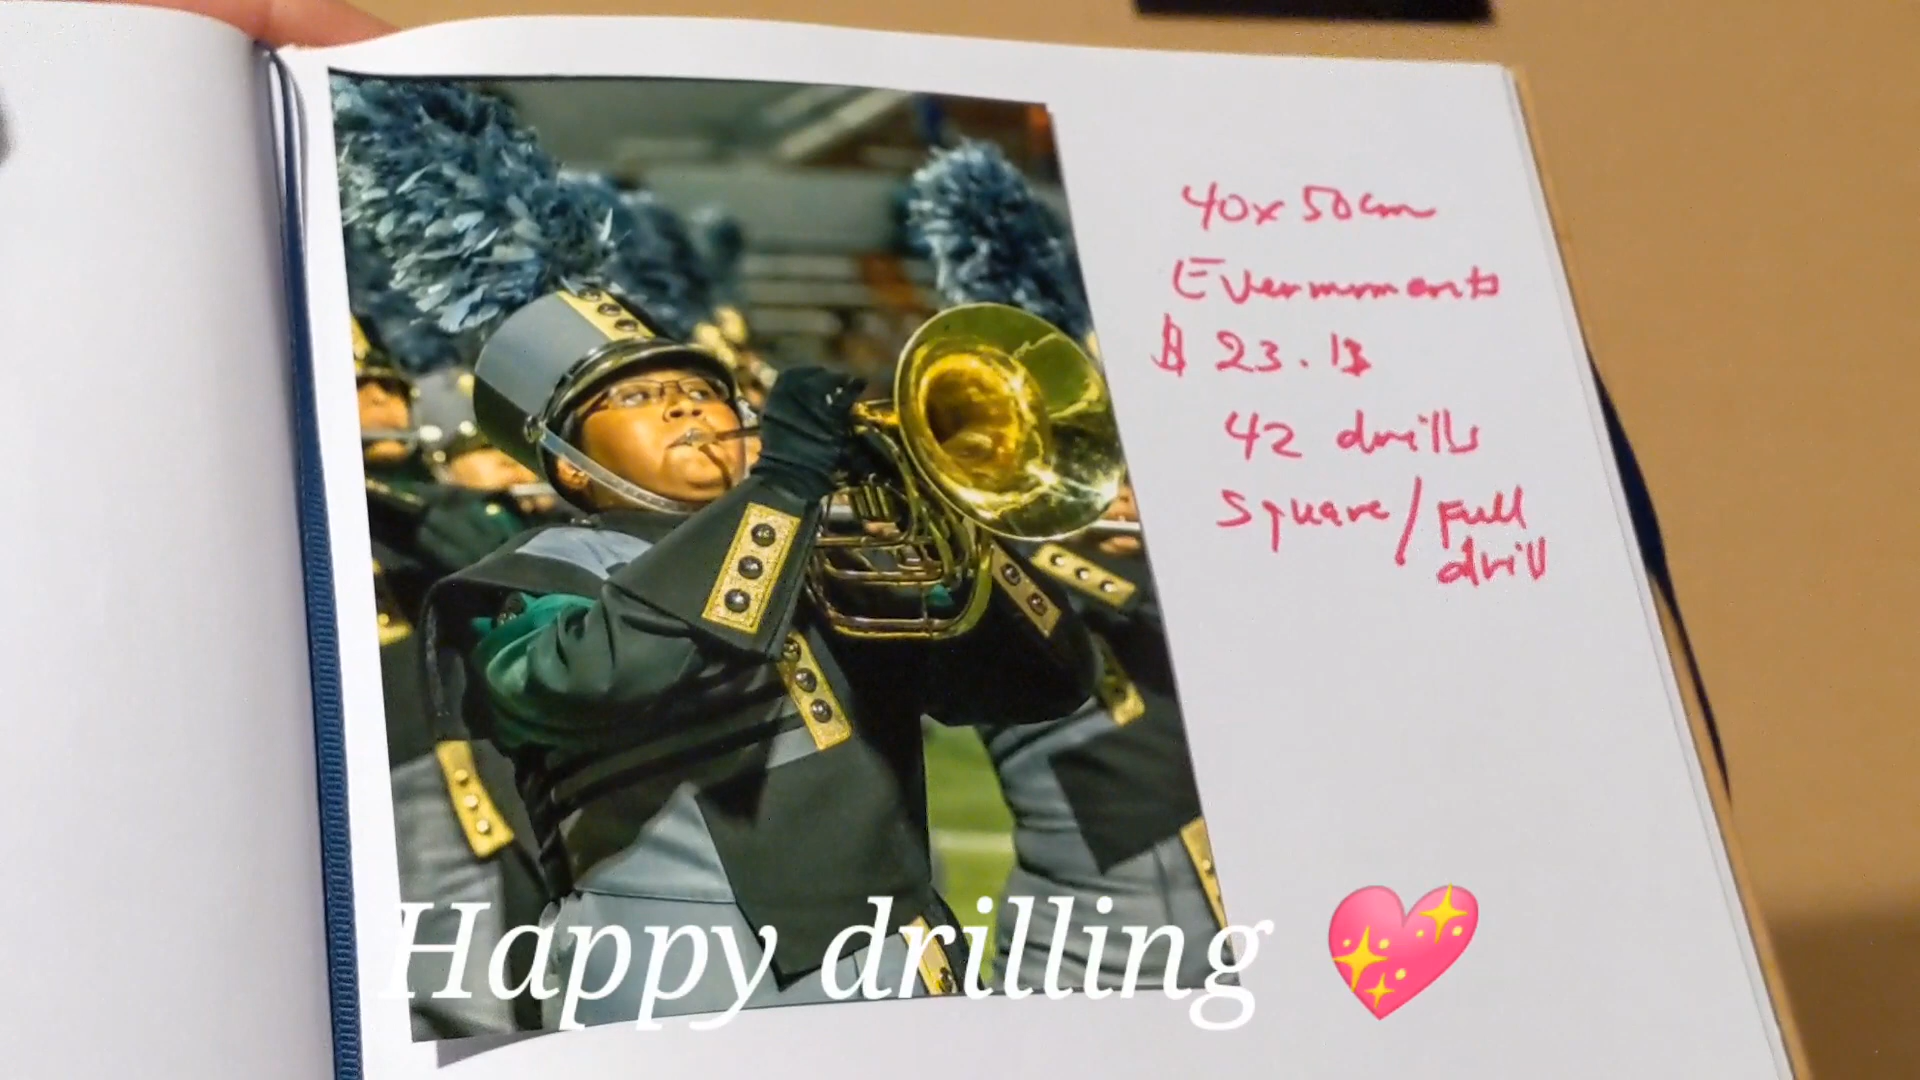 40x50cm
Evermoments
$ 23.13
42 drills
square/full
drill
Happy drilling 💖